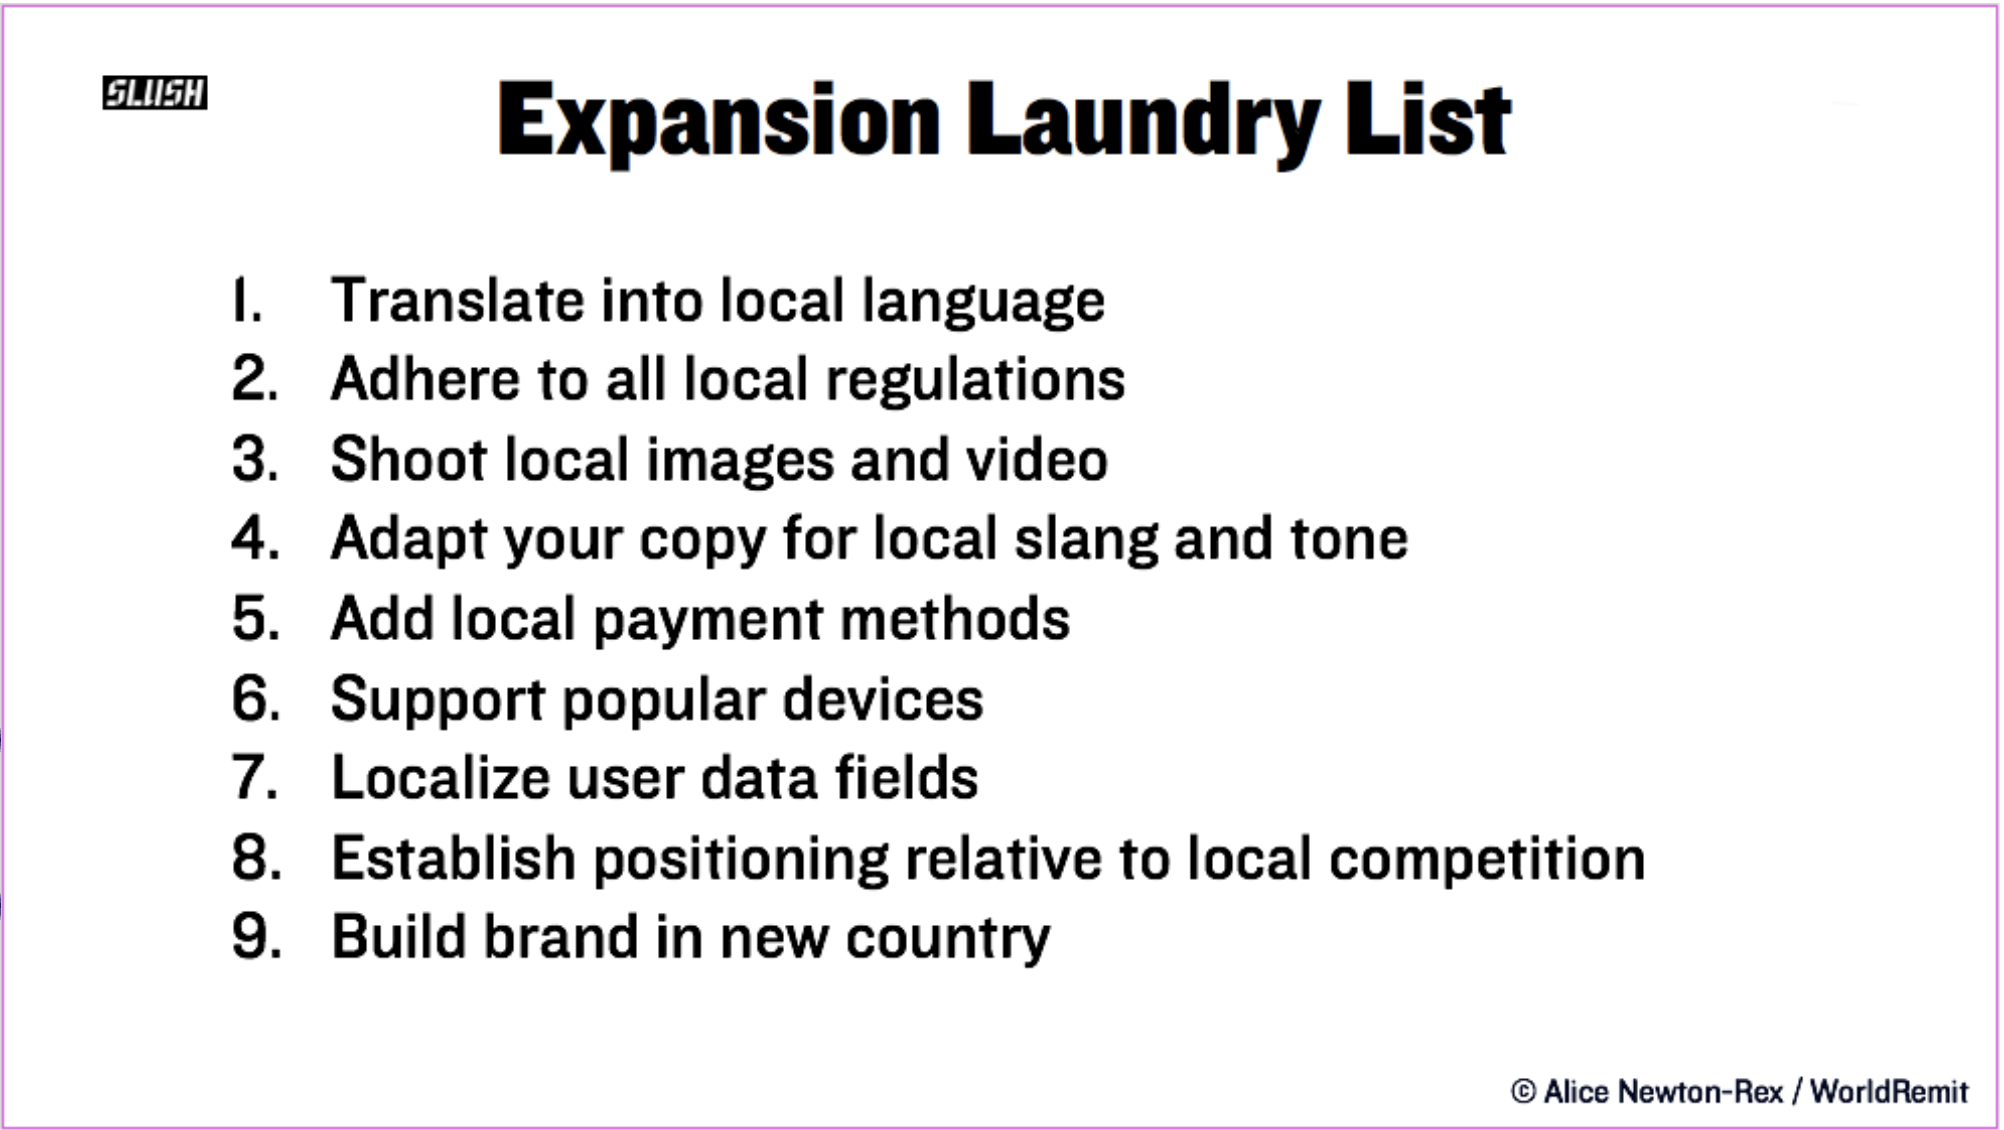 SLUSH
Expansion Laundry List
1. Translate into local language
2. Adhere to all local regulations
3. Shoot local images and video
4. Adapt your copy for local slang and tone
5. Add local payment methods
6. Support popular devices
7. Localize user data fields
8. Establish positioning relative to local competition
9. Build brand in new country
© Alice Newton-Rex / WorldRemit